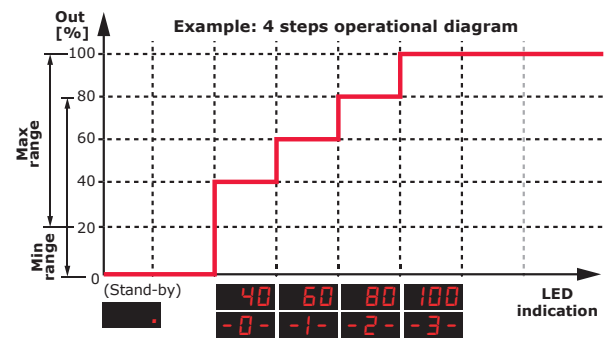 Example: 4 steps operational diagram
Out
[%]
100
80
60
40
20
0
Max
range
Min
range
(Stand-by)
.
40 60 80 100
-0- -1- -2- -3-
LED
indication